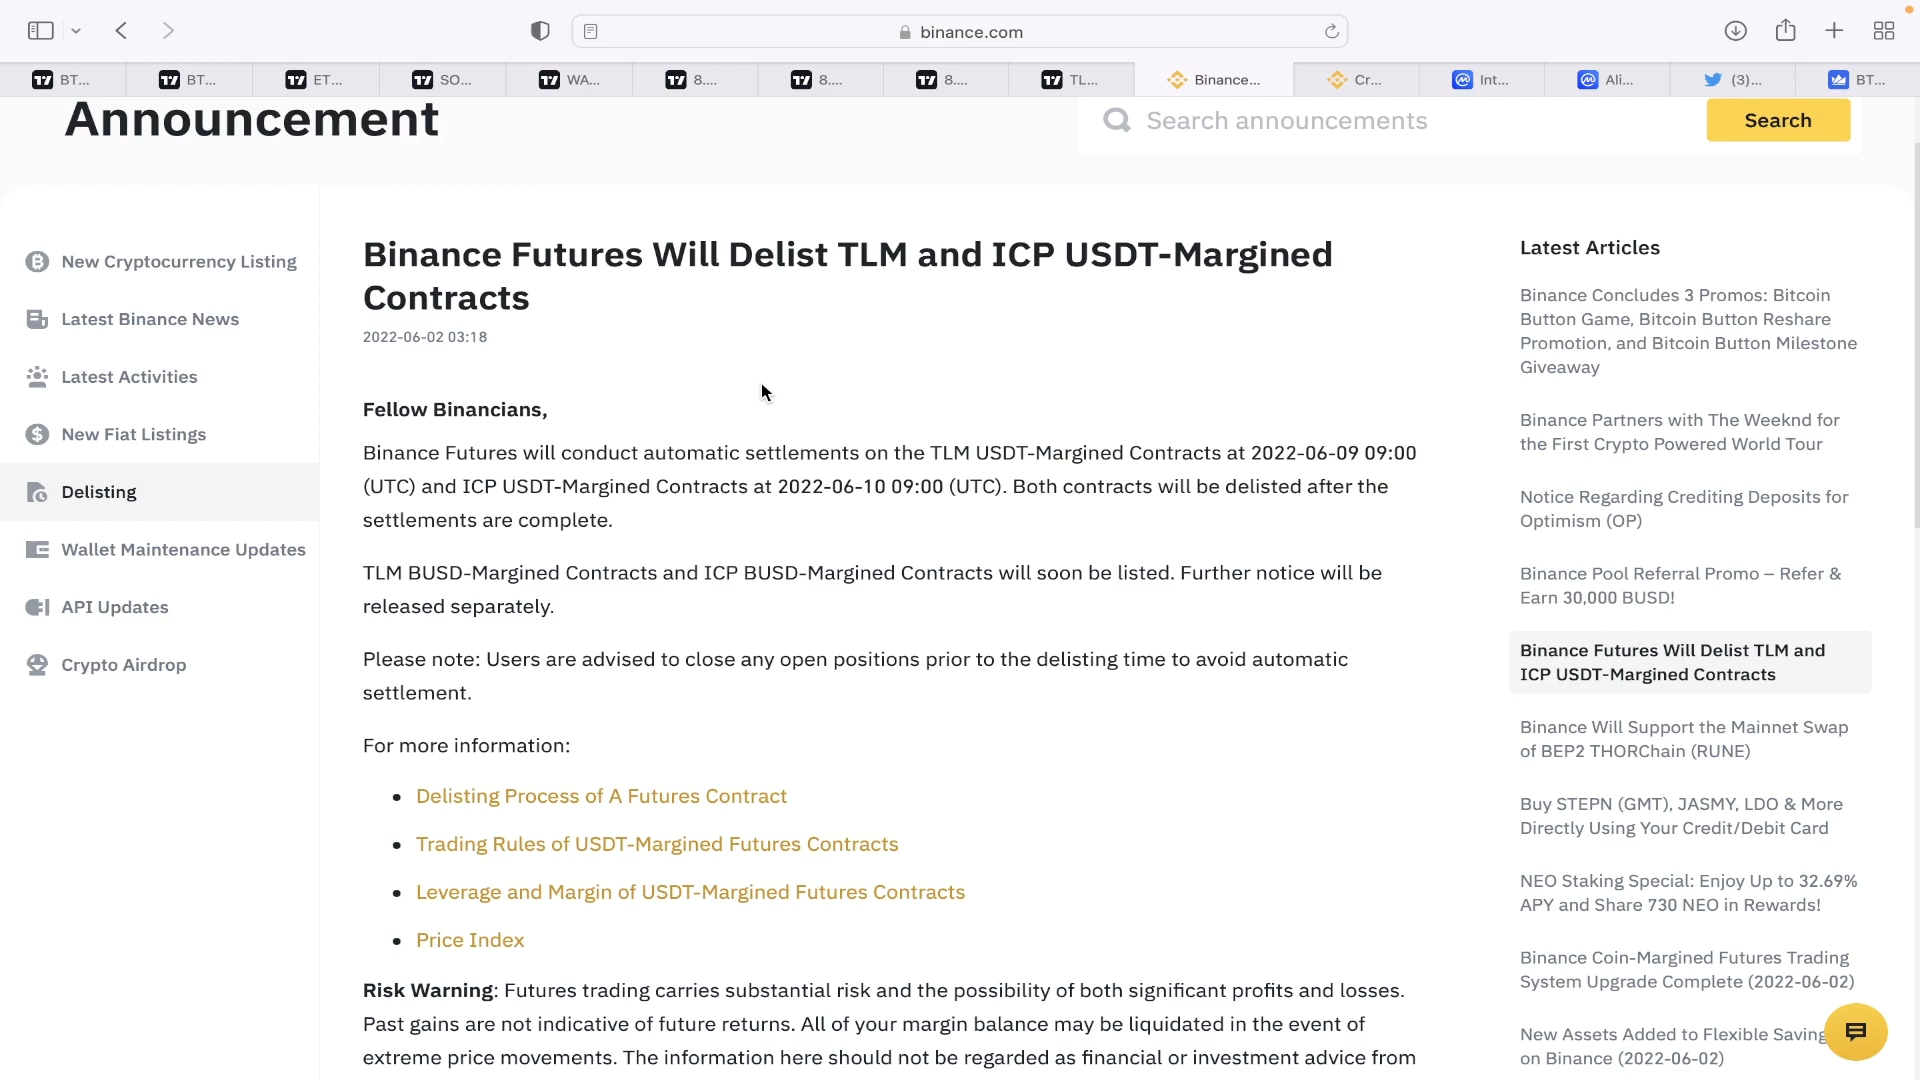 binance.com
BT...
BT...
ET...
SO...
WA...
8....
8....
8....
TL...
Binance...
Cr...
Int...
Ali...
(3)...
BT...
Announcement
Search announcements
Search
New Cryptocurrency Listing
Latest Binance News
Latest Activities
New Fiat Listings
Delisting
Wallet Maintenance Updates
API Updates
Crypto Airdrop
Binance Futures Will Delist TLM and ICP USDT-Margined
Contracts
2022-06-02 03:18
Fellow Binancians,
Binance Futures will conduct automatic settlements on the TLM USDT-Margined Contracts at 2022-06-09 09:00
(UTC) and ICP USDT-Margined Contracts at 2022-06-10 09:00 (UTC). Both contracts will be delisted after the
settlements are complete.
TLM BUSD-Margined Contracts and ICP BUSD-Margined Contracts will soon be listed. Further notice will be
released separately.
Please note: Users are advised to close any open positions prior to the delisting time to avoid automatic
settlement.
For more information:
Delisting Process of A Futures Contract
Trading Rules of USDT-Margined Futures Contracts
Leverage and Margin of USDT-Margined Futures Contracts
Price Index
Risk Warning: Futures trading carries substantial risk and the possibility of both significant profits and losses.
Past gains are not indicative of future returns. All of your margin balance may be liquidated in the event of
extreme price movements. The information here should not be regarded as financial or investment advice from
Latest Articles
Binance Concludes 3 Promos: Bitcoin
Button Game, Bitcoin Button Reshare
Promotion, and Bitcoin Button Milestone
Giveaway
Binance Partners with The Weeknd for
the First Crypto Powered World Tour
Notice Regarding Crediting Deposits for
Optimism (OP)
Binance Pool Referral Promo – Refer &
Earn 30,000 BUSD!
Binance Futures Will Delist TLM and
ICP USDT-Margined Contracts
Binance Will Support the Mainnet Swap
of BEP2 THORChain (RUNE)
Buy STEPN (GMT), JASMY, LDO & More
Directly Using Your Credit/Debit Card
NEO Staking Special: Enjoy Up to 32.69%
APY and Share 730 NEO in Rewards!
Binance Coin-Margined Futures Trading
System Upgrade Complete (2022-06-02)
New Assets Added to Flexible Saving
on Binance (2022-06-02)